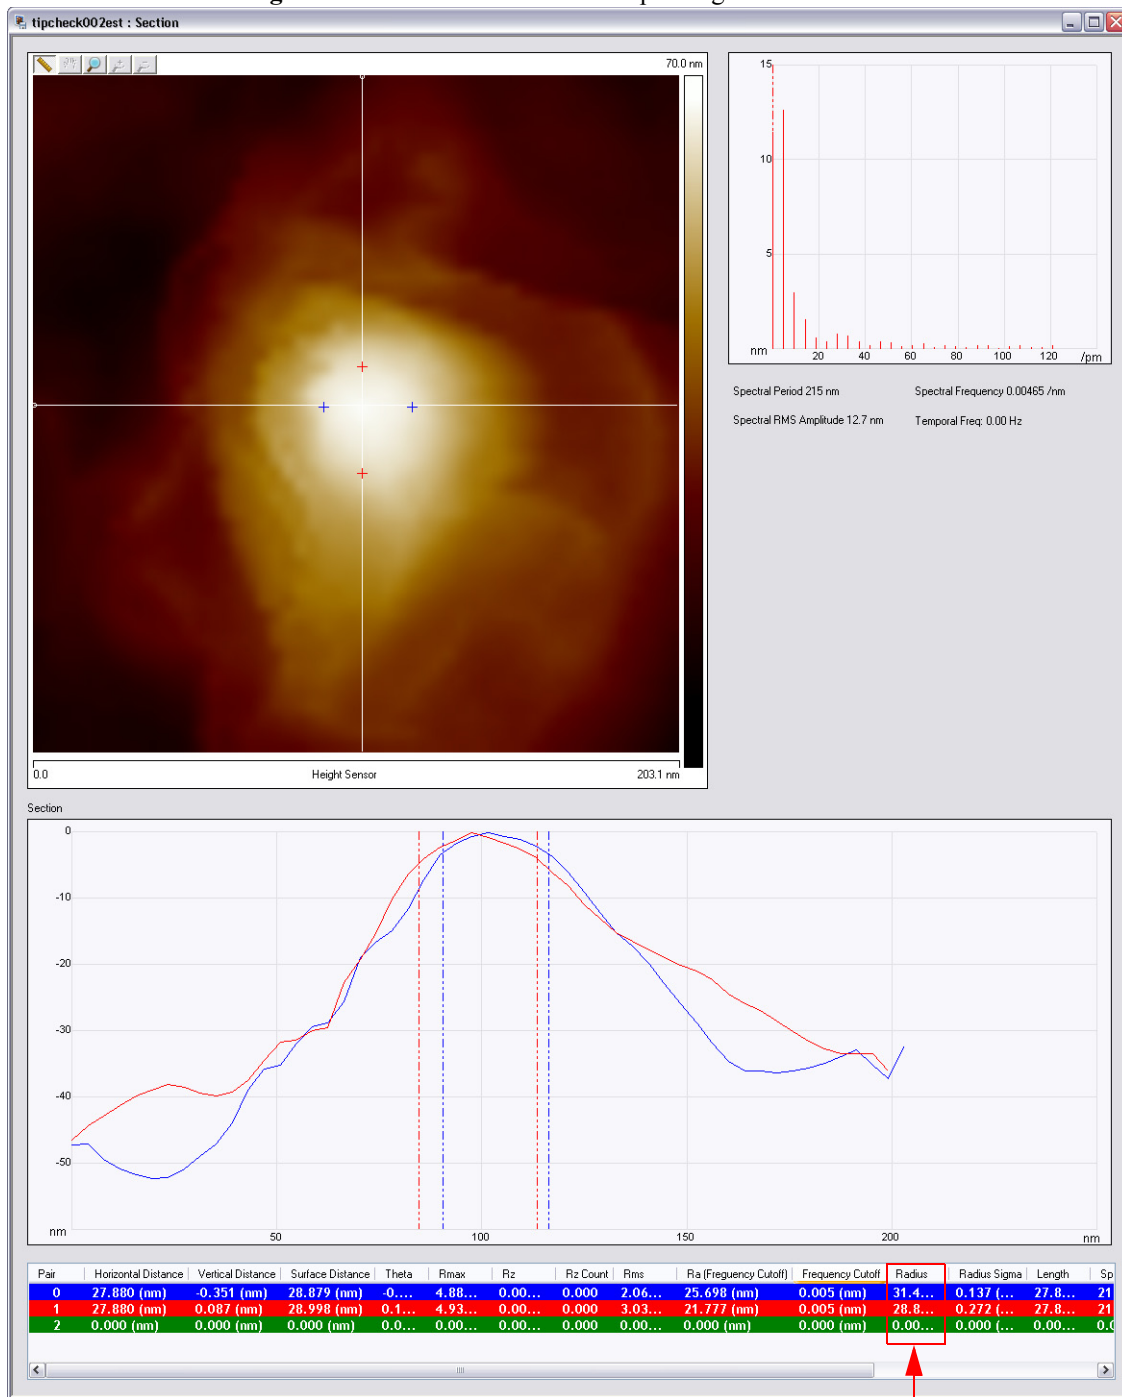 tipcheck002est : Section
70.0 nm
0.0 Height Sensor 203.1 nm
15
10
5
nm 20 40 60 80 100 120 /pm
Spectral Period 215 nm Spectral Frequency 0.00465 /nm
Spectral RMS Amplitude 12.7 nm Temporal Freq: 0.00 Hz
Section
0
-10
-20
-30
-40
-50
nm 50 100 150 200 nm
Pair Horizontal Distance Vertical Distance Surface Distance Theta Rmax Rz Rz Count Rms Ra (Freguency Cutoff) Frequency Cutoff Radius Radius Sigma Length Sp
0 27.880 (nm) -0.351 (nm) 28.879 (nm) -0.... 4.88... 0.00... 0.000 2.06... 25.698 (nm) 0.005 (nm) 31.4... 0.137 (... 27.8... 21
1 27.880 (nm) 0.087 (nm) 28.998 (nm) 0.1... 4.93... 0.00... 0.000 3.03... 21.777 (nm) 0.005 (nm) 28.8... 0.272 (... 27.8... 21
2 0.000 (nm) 0.000 (nm) 0.000 (nm) 0.0... 0.00... 0.00... 0.000 0.00... 0.000 (nm) 0.000 (nm) 0.00... 0.000 (... 0.00... 0.0